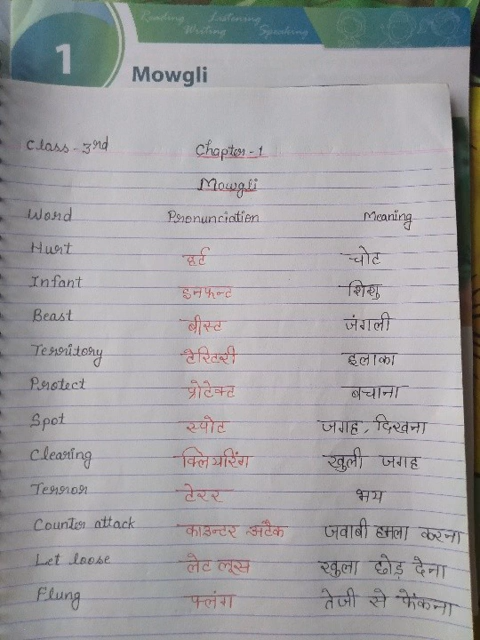 Reading Listening
Writing Speaking
1
Mowgli
Class - 3rd Chapter - 1
Mowgli
Word Pronunciation Meaning
Hurt हर्ट चोट
Infant इनफन्ट शिशु
Beast बीस्ट जंगली
Territory टैरिटरी इलाका
Protect प्रोटेक्ट बचाना
Spot स्पोट जगह, दिखना
Clearing क्लियरिंग खुली जगह
Terror टेरर भय
Counter attack काउन्टर अटैक जवाबी हमला करना
Let loose लेट लूस खुला छोड़ देना
Flung फ्लंग तेजी से फेंकना